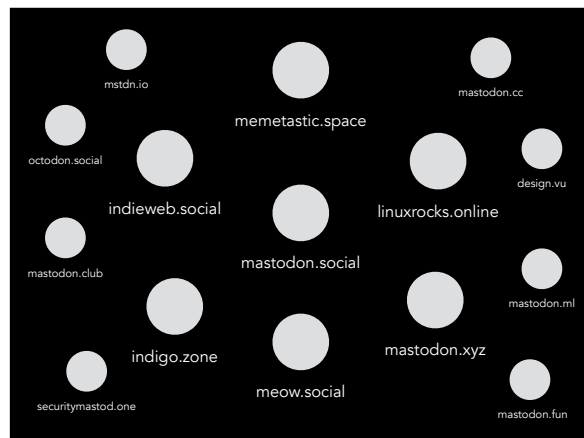 mstdn.io
mastodon.cc
memetastic.space
octodon.social
design.vu
indieweb.social
linuxrocks.online
mastodon.social
mastodon.club
mastodon.ml
mastodon.xyz
indigo.zone
meow.social
securitymastod.one
mastodon.fun